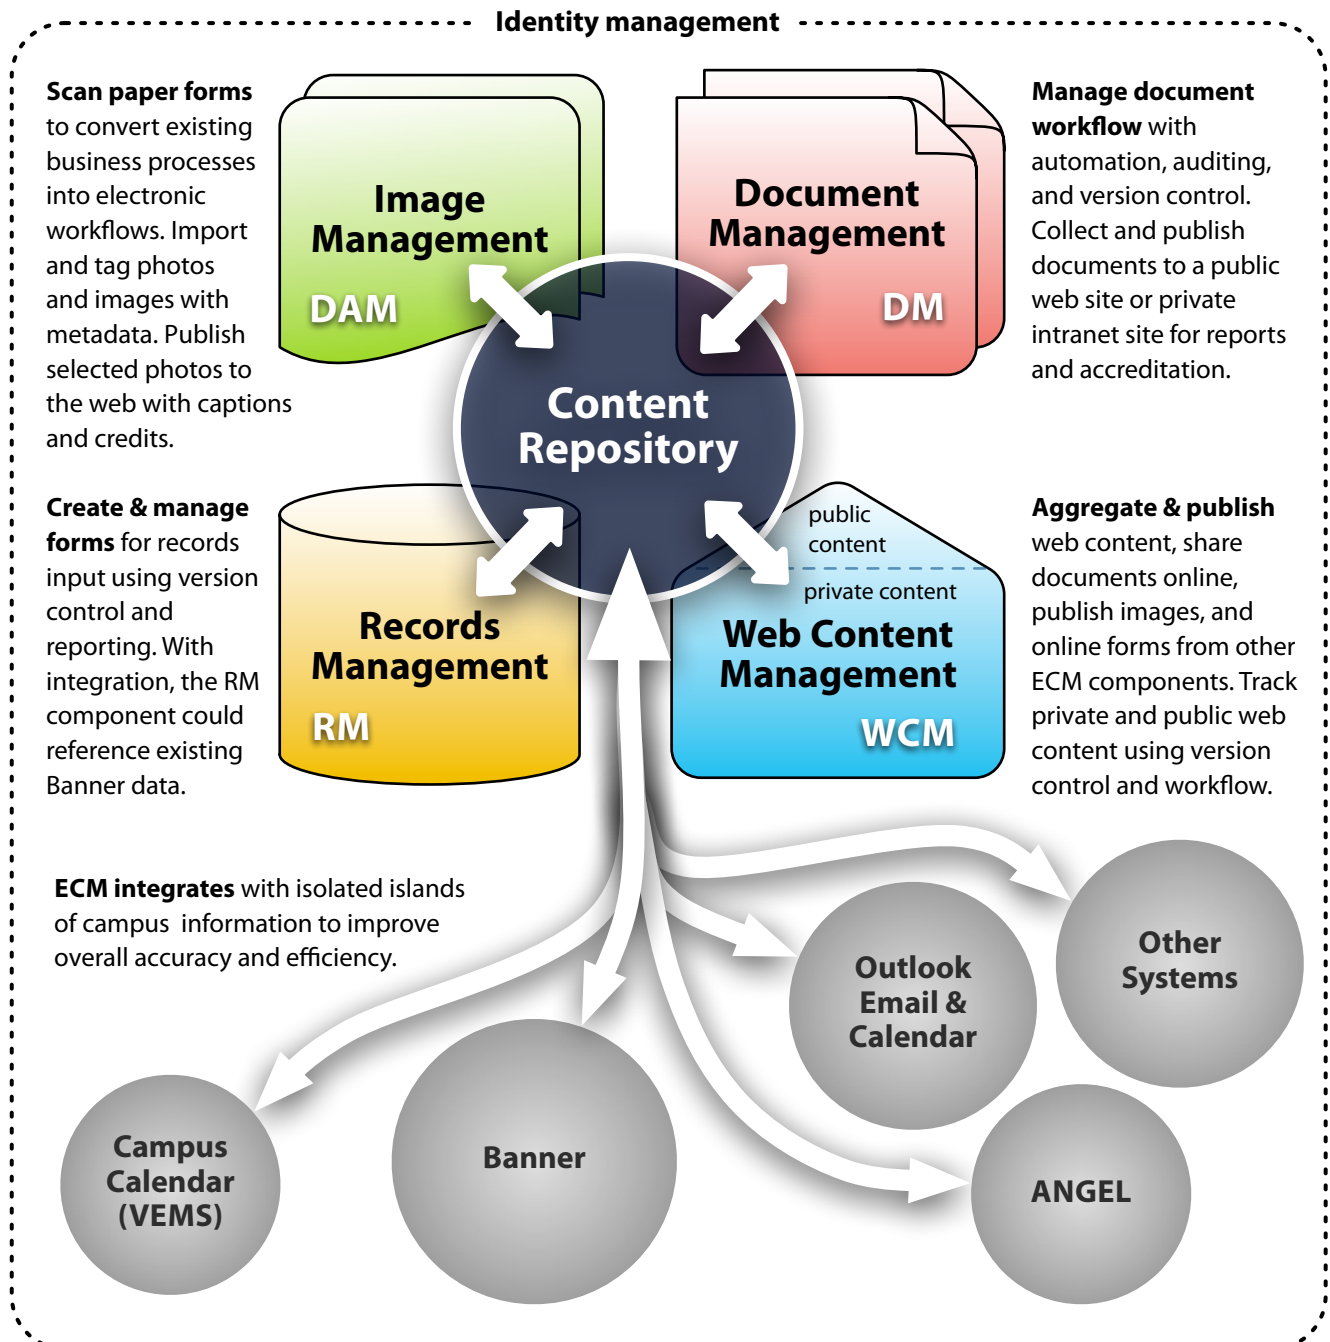 Identity management
Scan paper forms
to convert existing
business processes
into electronic
workflows. Import
and tag photos
and images with
metadata. Publish
selected photos to
the web with captions
and credits.
Image
Management
DAM
Document
Management
DM
Manage document
workflow with
automation, auditing,
and version control.
Collect and publish
documents to a public
web site or private
intranet site for reports
and accreditation.
Content
Repository
Create & manage
forms for records
input using version
control and
reporting. With
integration, the RM
component could
reference existing
Banner data.
Records
Management
RM
public
content
private content
Web Content
Management
WCM
Aggregate & publish
web content, share
documents online,
publish images, and
online forms from other
ECM components. Track
private and public web
content using version
control and workflow.
ECM integrates with isolated islands
of campus  information to improve
overall accuracy and efficiency.
Campus
Calendar
(VEMS)
Banner
Outlook
Email &
Calendar
Other
Systems
ANGEL